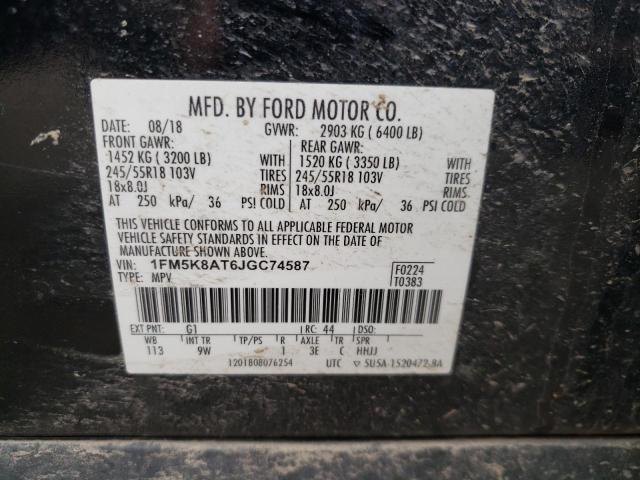 MFD. BY FORD MOTOR CO.
DATE: 08/18 GVWR: 2903 KG ( 6400 LB)
FRONT GAWR: REAR GAWR:
1452 KG ( 3200 LB) WITH 1520 KG ( 3350 LB) WITH
245/55R18 103V TIRES 245/55R18 103V TIRES
18x8.0J RIMS 18x8.0J RIMS
AT 250 kPa/ 36 PSI COLD AT 250 kPa/ 36 PSI COLD
THIS VEHICLE CONFORMS TO ALL APPLICABLE FEDERAL MOTOR
VEHICLE SAFETY STANDARDS IN EFFECT ON THE DATE OF
MANUFACTURE SHOWN ABOVE.
VIN: 1FM5K8AT6JGC74587 F0224
TYPE: MPV T0383
EXT PNT: G1 RC: 44 DSO:
WB INT TR TP/PS R AXLE TR SPR
113 9W 1 3E C HHJJ
1201808076254 UTC ▽ 5U5A-1520472-BA